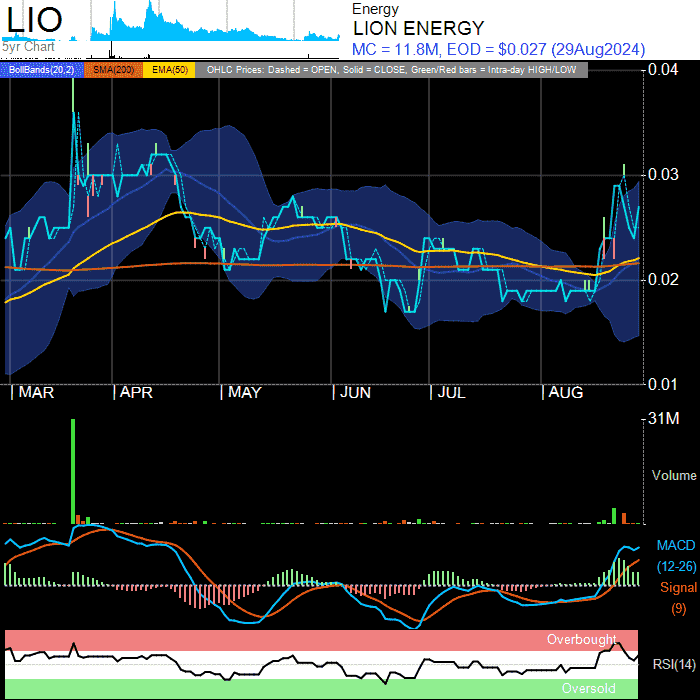 LIO
5yr Chart
Energy
LION ENERGY
MC = 11.8M, EOD = $0.027 (29Aug2024)
BollBands(20,2) SMA(200) EMA(50) OHLC Prices: Dashed = OPEN, Solid = CLOSE, Green/Red bars = Intra-day HIGH/LOW
0.04
0.03
0.02
0.01
MAR APR MAY JUN JUL AUG
31M
Volume
MACD
(12-26)
Signal
(9)
Overbought
RSI(14)
Oversold